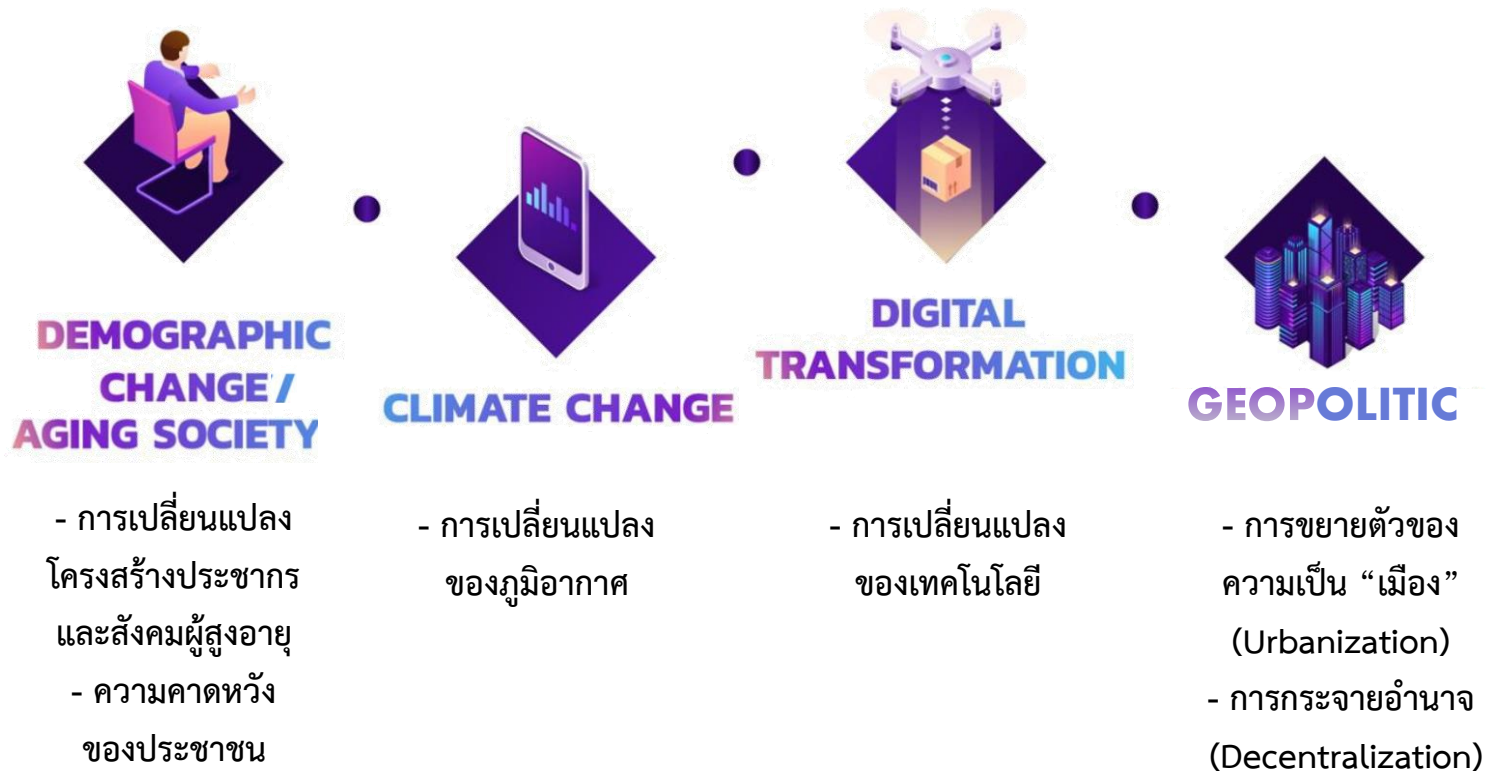 DEMOGRAPHIC
CHANGE/
AGING SOCIETY
- การเปลี่ยนแปลง
โครงสร้างประชากร
และสังคมผู้สูงอายุ
- ความคาดหวัง
ของประชาชน
CLIMATE CHANGE
- การเปลี่ยนแปลง
ของภูมิอากาศ
DIGITAL
TRANSFORMATION
- การเปลี่ยนแปลง
ของเทคโนโลยี
GEOPOLITIC
- การขยายตัวของ
ความเป็น “เมือง”
(Urbanization)
- การกระจายอำนาจ
(Decentralization)